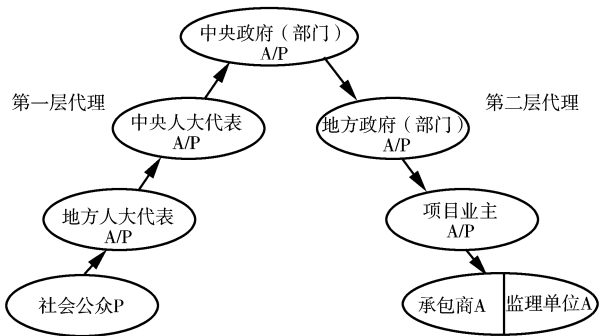 中央政府（部门）
A/P
第一层代理
第二层代理
中央人大代表
A/P
地方政府（部门）
A/P
地方人大代表
A/P
项目业主
A/P
社会公众P
承包商A
监理单位A